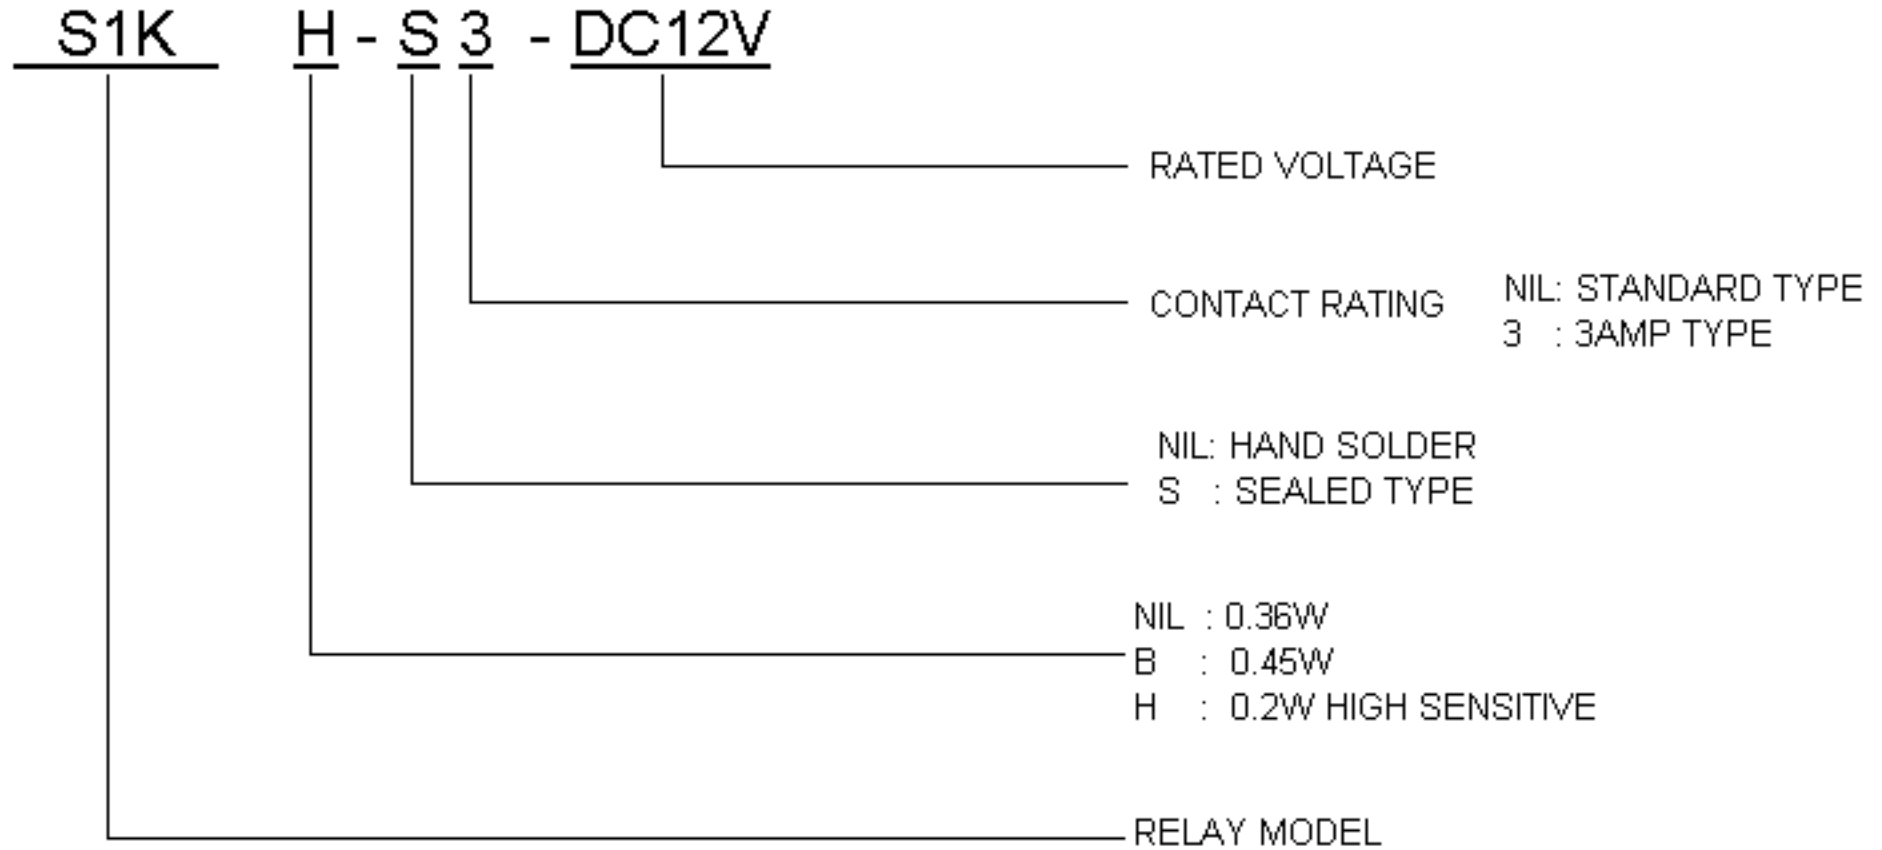 S1K H - S 3 - DC12V
RATED VOLTAGE
CONTACT RATING
NIL: STANDARD TYPE
3 : 3AMP TYPE
NIL: HAND SOLDER
S : SEALED TYPE
NIL : 0.36W
B : 0.45W
H : 0.2W HIGH SENSITIVE
RELAY MODEL